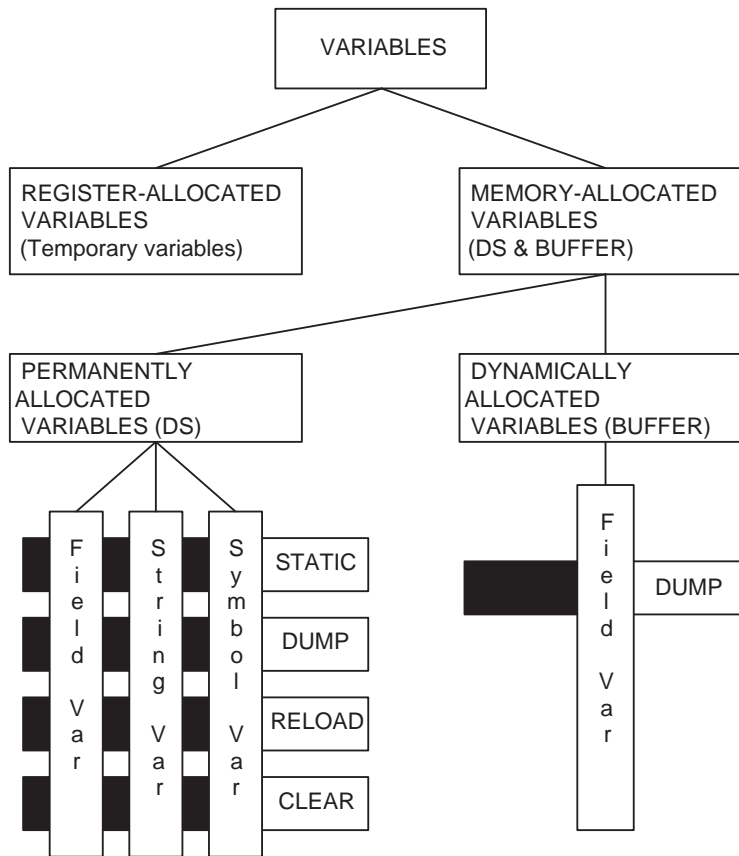 VARIABLES
REGISTER-ALLOCATED
VARIABLES
(Temporary variables)
MEMORY-ALLOCATED
VARIABLES
(DS & BUFFER)
PERMANENTLY
ALLOCATED
VARIABLES (DS)
DYNAMICALLY
ALLOCATED
VARIABLES (BUFFER)
Field Var
String Var
Symbol Var
STATIC
DUMP
RELOAD
CLEAR
Field Var
DUMP